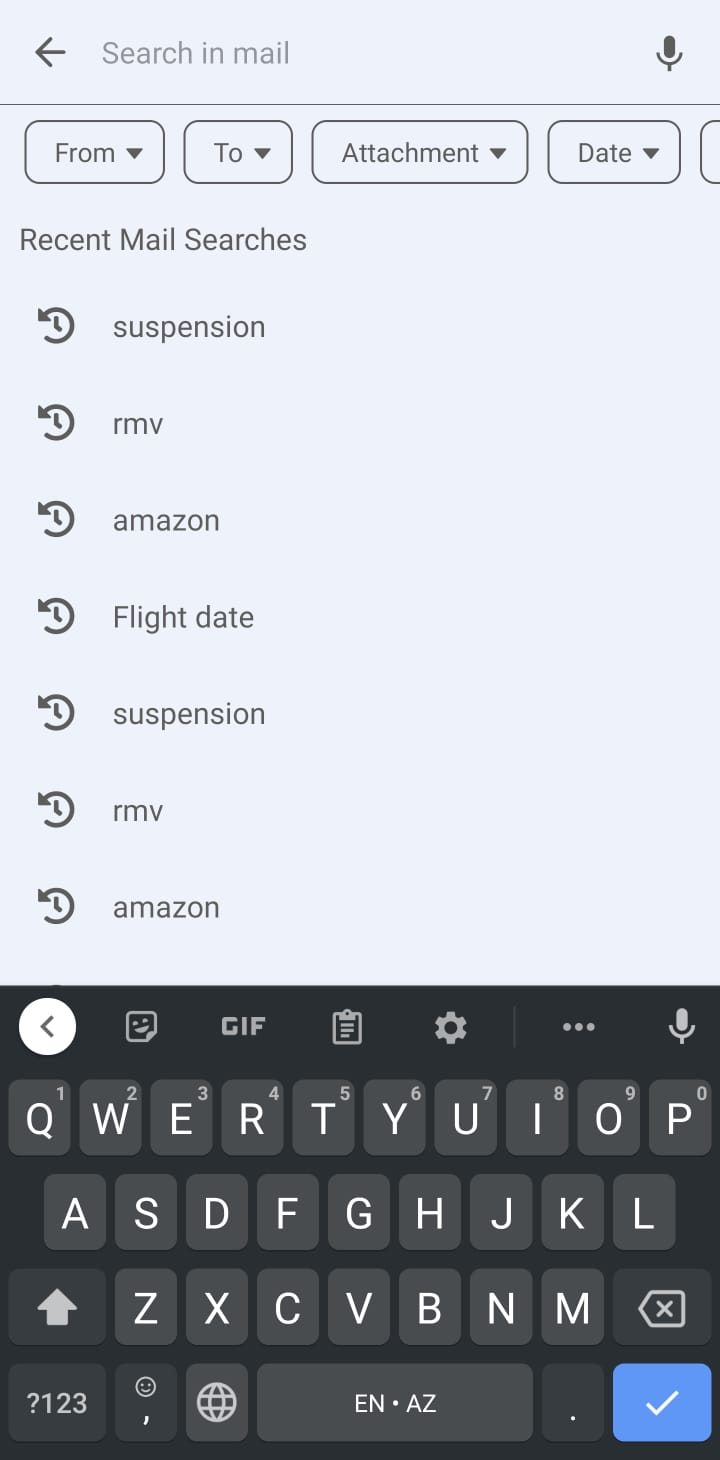 Search in mail
From To Attachment Date
Recent Mail Searches
suspension
rmv
amazon
Flight date
suspension
rmv
amazon
GIF
1 2 3 4 5 6 7 8 9 0
Q W E R T Y U I O P
A S D F G H J K L
Z X C V B N M
?123 , EN • AZ .